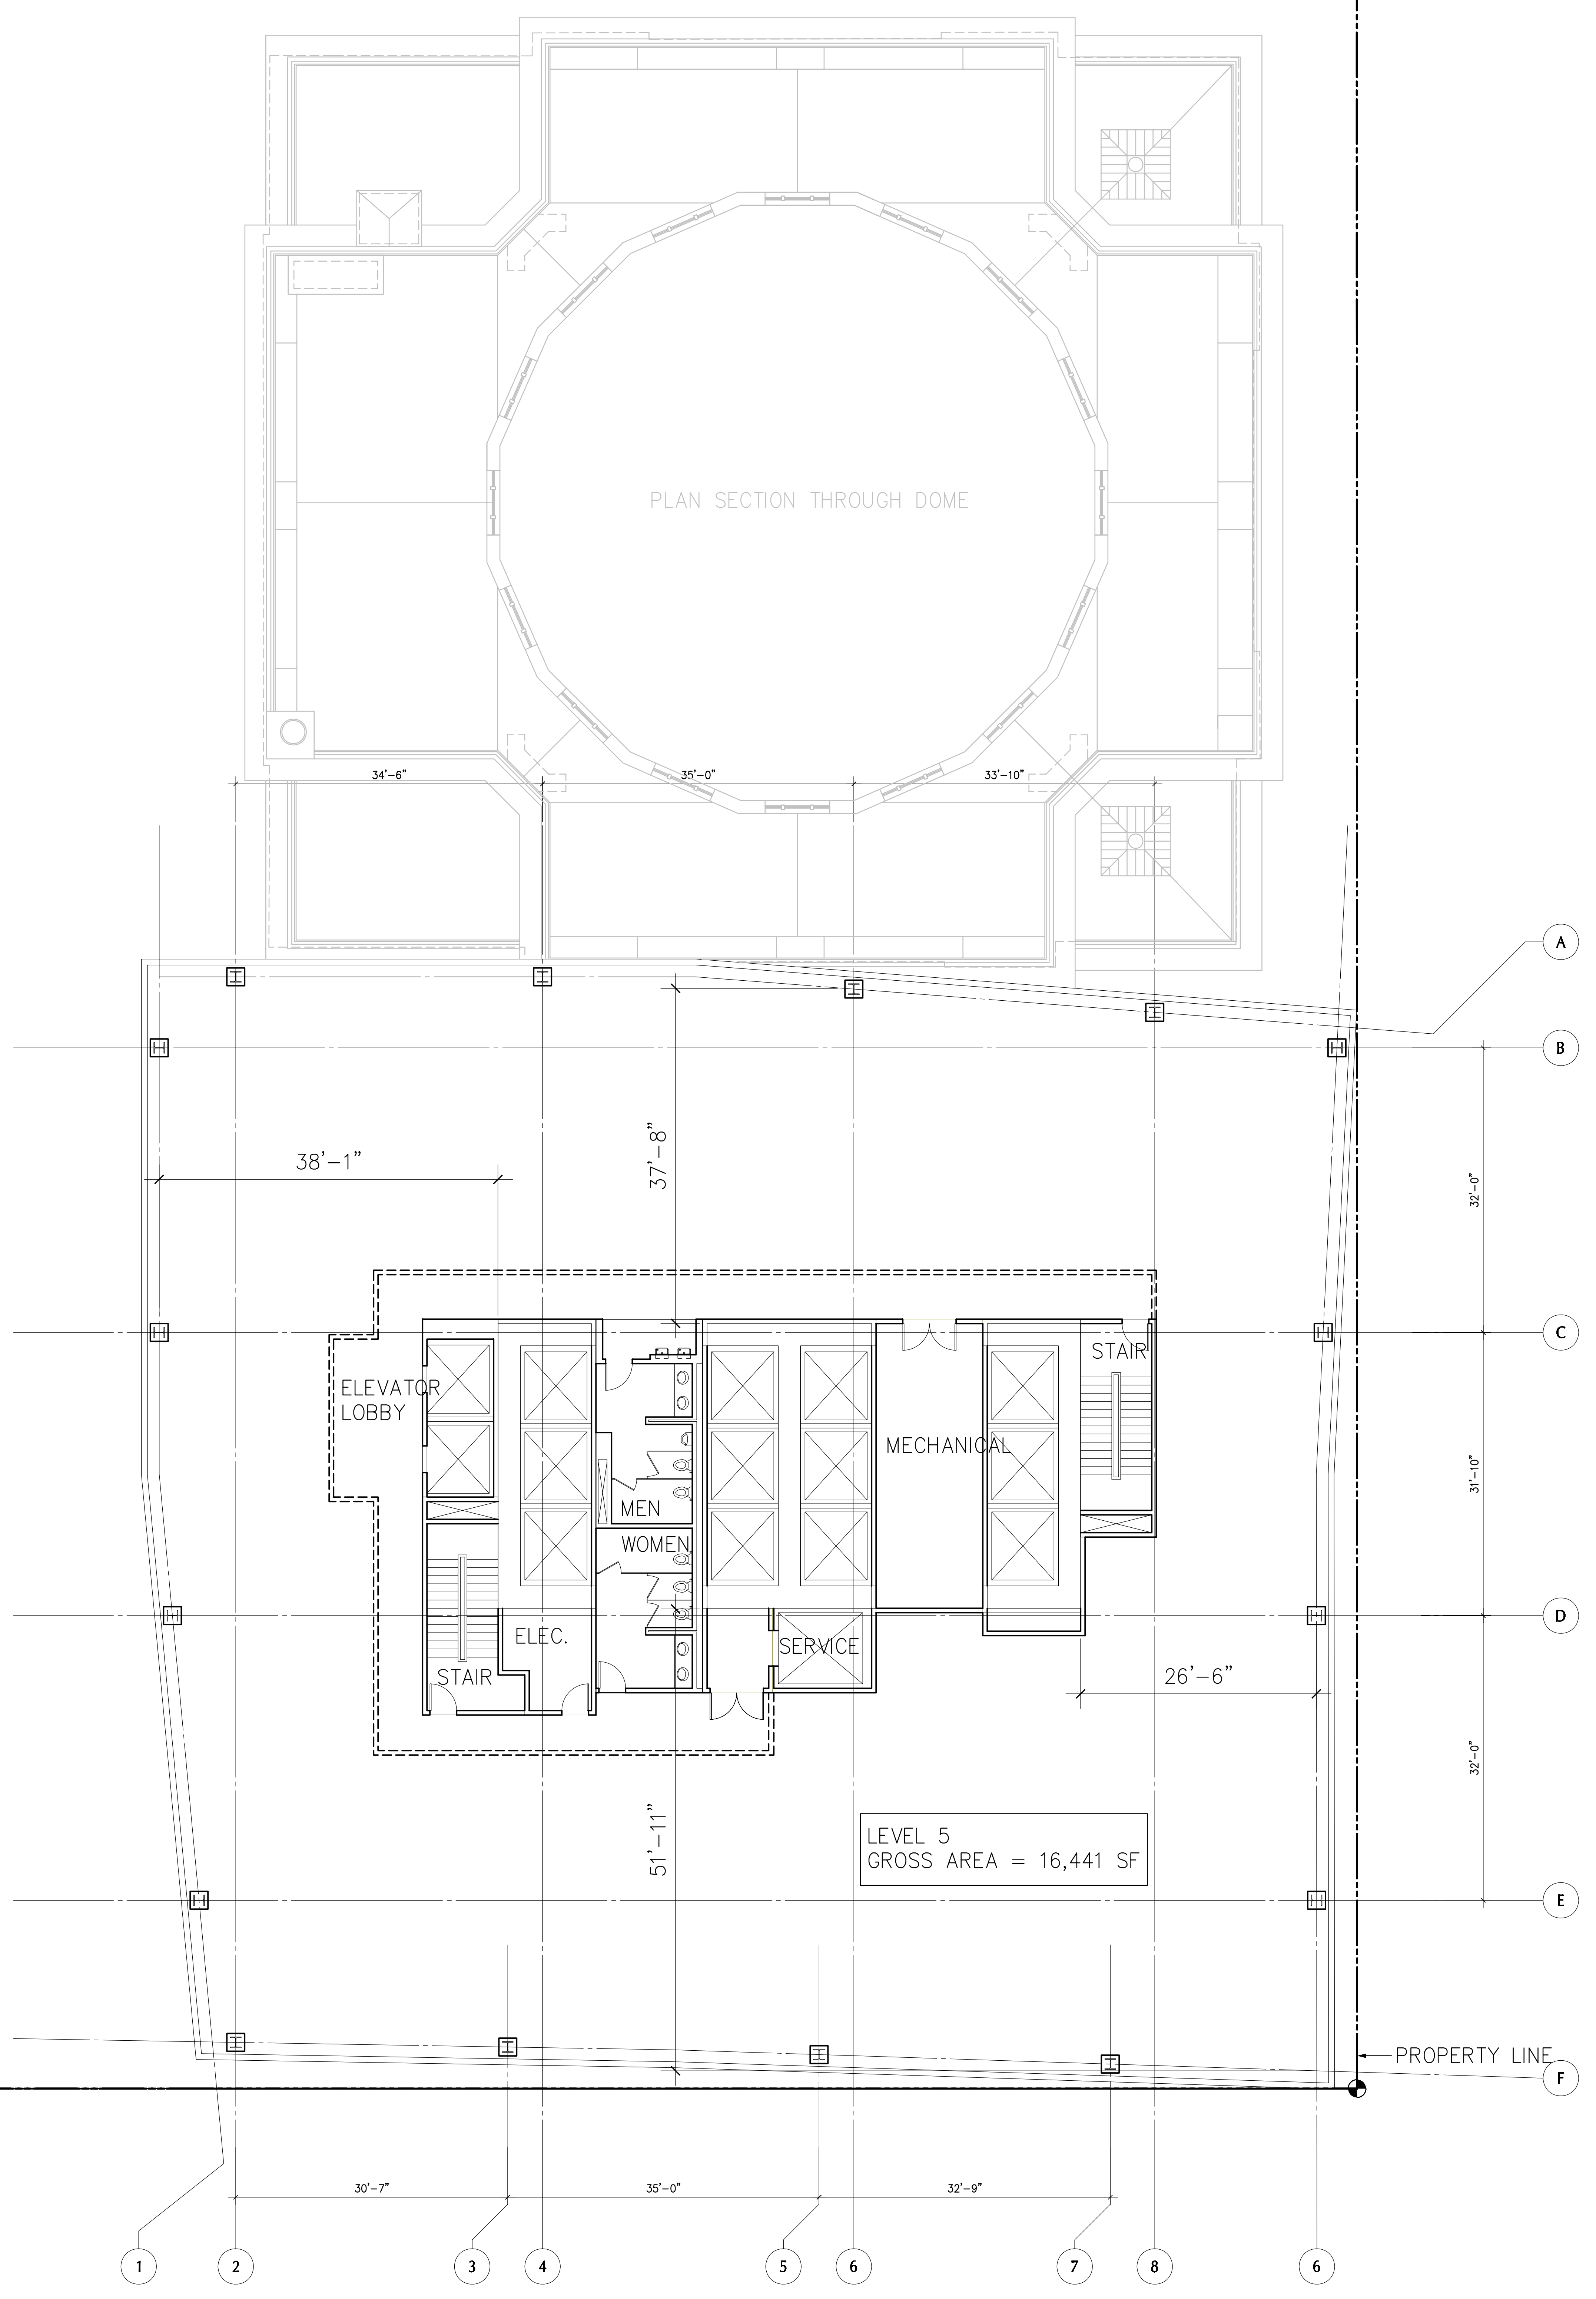 PLAN SECTION THROUGH DOME
34'-6"
35'-0"
33'-10"
A
B
37'-8"
38'-1"
32'-0"
C
STAIR
ELEVATOR
LOBBY
MECHANICAL
31'-10"
MEN
WOMEN
D
ELEC.
SERVICE
STAIR
26'-6"
32'-0"
51'-11"
LEVEL 5
GROSS AREA = 16,441 SF
E
PROPERTY LINE
F
30'-7"
35'-0"
32'-9"
1
2
3
4
5
6
7
8
6